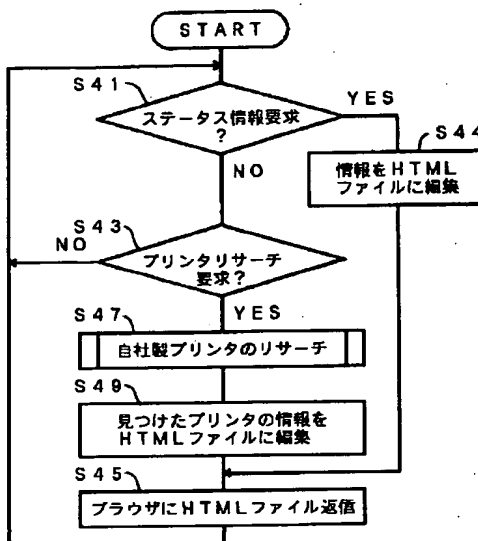 START
S41
ステータス情報要求
?
YES
NO
S44
情報をHTML
ファイルに編集
S43
NO
プリンタリサーチ
要求?
YES
S47
自社製プリンタのリサーチ
S49
見つけたプリンタの情報を
HTMLファイルに編集
S45
ブラウザにHTMLファイル返信